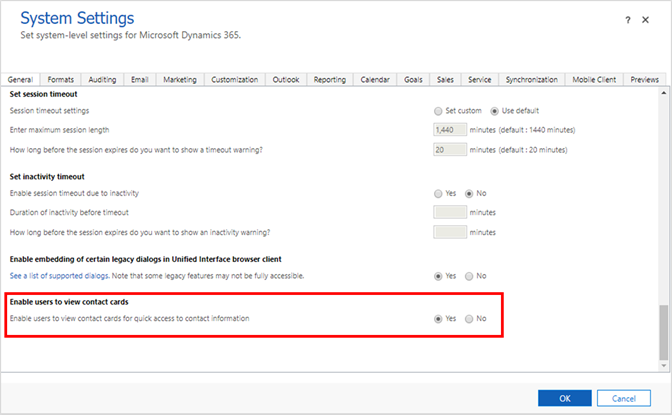 System Settings
? ×
Set system-level settings for Microsoft Dynamics 365.
General Formats Auditing Email Marketing Customization Outlook Reporting Calendar Goals Sales Service Synchronization Mobile Client Previews
Set session timeout
Session timeout settings Set custom Use default
Enter maximum session length 1,440 minutes (default : 1440 minutes)
How long before the session expires do you want to show a timeout warning? 20 minutes (default : 20 minutes)
Set inactivity timeout
Enable session timeout due to inactivity Yes No
Duration of inactivity before timeout minutes
How long before the session expires do you want to show an inactivity warning? minutes
Enable embedding of certain legacy dialogs in Unified Interface browser client
See a list of supported dialogs. Note that some legacy features may not be fully accessible. Yes No
Enable users to view contact cards
Enable users to view contact cards for quick access to contact information Yes No
OK Cancel